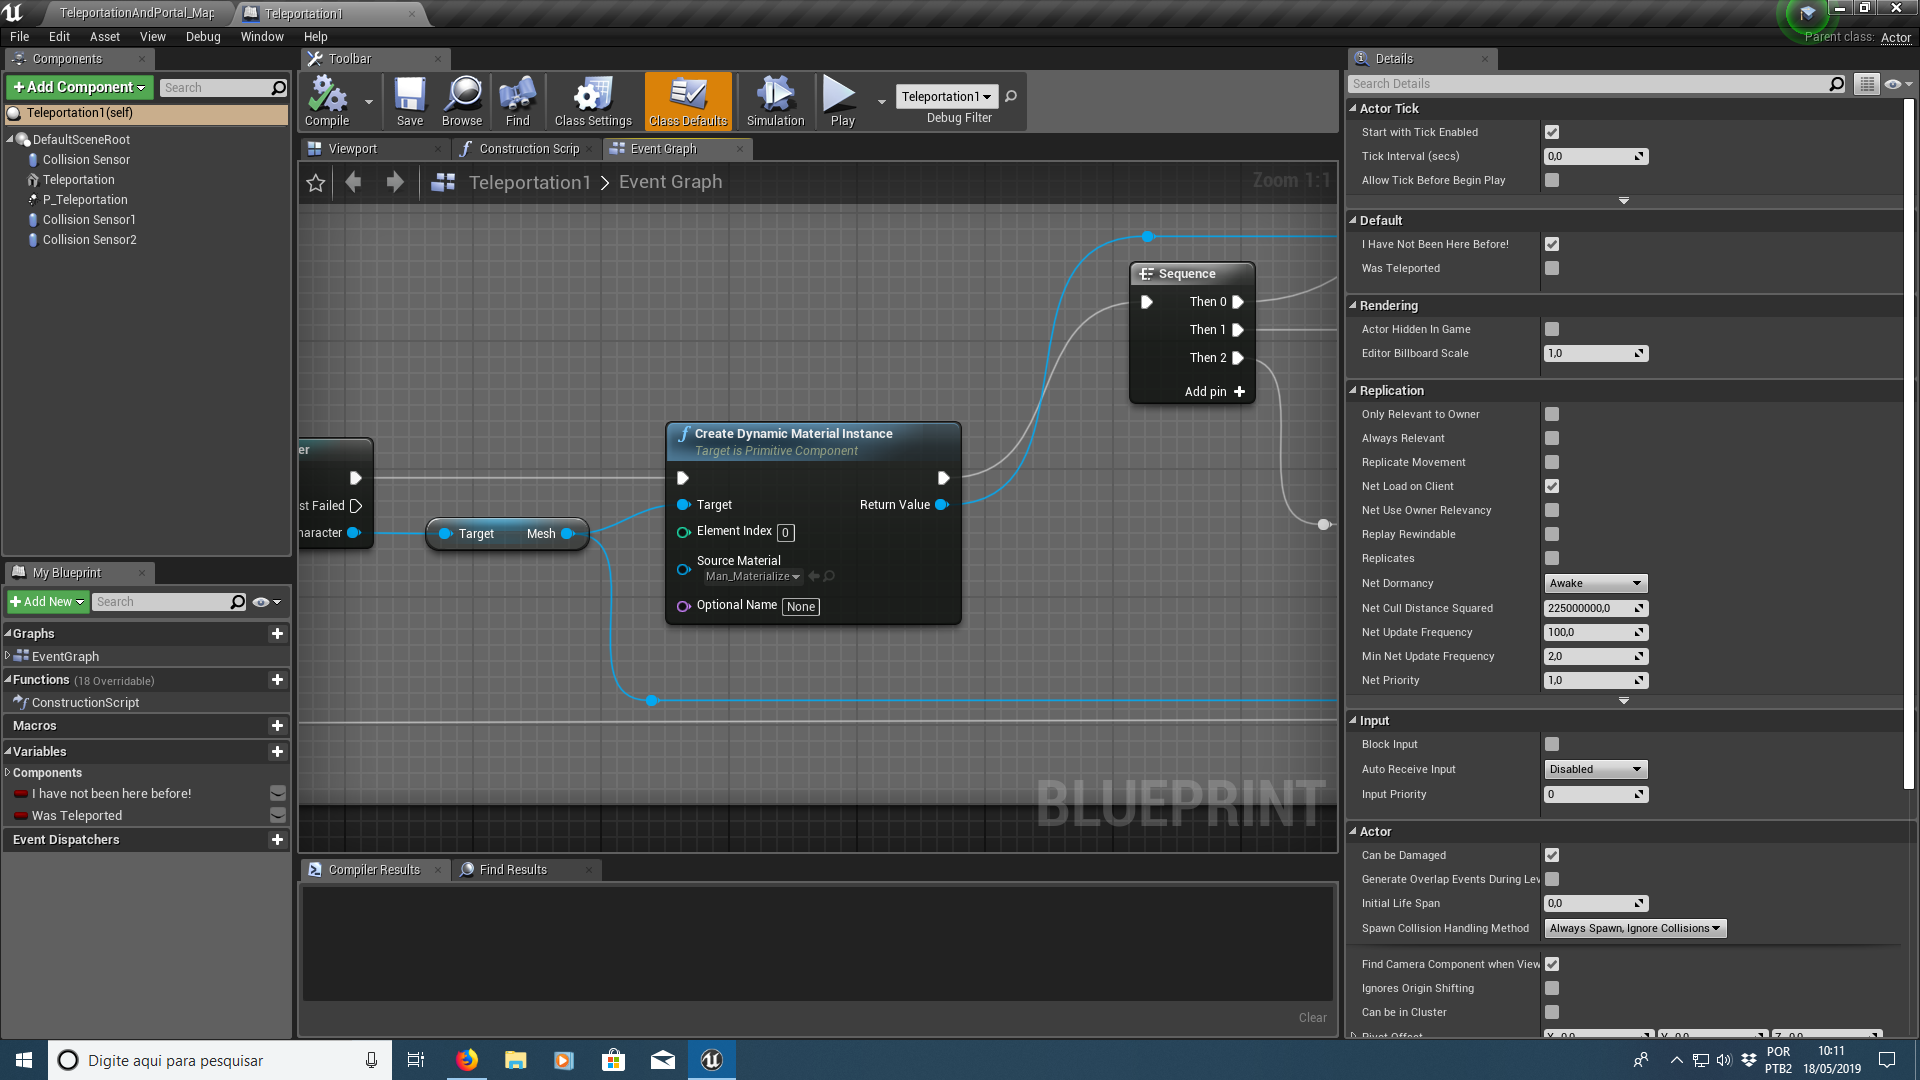 TeleportationAndPortal_Map
Teleportation1
File Edit Asset View Debug Window Help
Parent class: Actor
Components
+Add Component
Search
Teleportation1(self)
DefaultSceneRoot
Collision Sensor
Teleportation
P_Teleportation
Collision Sensor1
Collision Sensor2
My Blueprint
+Add New
Search
Graphs
EventGraph
Functions (18 Overridable)
ConstructionScript
Macros
Variables
Components
I have not been here before!
Was Teleported
Event Dispatchers
Toolbar
Compile
Save
Browse
Find
Class Settings
Class Defaults
Simulation
Play
Teleportation1
Debug Filter
Viewport
Construction Scrip
Event Graph
Teleportation1 > Event Graph
Zoom 1:1
er
st Failed
haracter
Target Mesh
Create Dynamic Material Instance
Target is Primitive Component
Target Return Value
Element Index 0
Source Material
Man_Materialize
Optional Name None
Sequence
Then 0
Then 1
Then 2
Add pin +
BLUEPRINT
Compiler Results
Find Results
Clear
Details
Search Details
Actor Tick
Start with Tick Enabled
Tick Interval (secs) 0,0
Allow Tick Before Begin Play
Default
I Have Not Been Here Before!
Was Teleported
Rendering
Actor Hidden In Game
Editor Billboard Scale 1,0
Replication
Only Relevant to Owner
Always Relevant
Replicate Movement
Net Load on Client
Net Use Owner Relevancy
Replay Rewindable
Replicates
Net Dormancy Awake
Net Cull Distance Squared 225000000,0
Net Update Frequency 100,0
Min Net Update Frequency 2,0
Net Priority 1,0
Input
Block Input
Auto Receive Input Disabled
Input Priority 0
Actor
Can be Damaged
Generate Overlap Events During Lev
Initial Life Span 0,0
Spawn Collision Handling Method Always Spawn, Ignore Collisions
Find Camera Component when View
Ignores Origin Shifting
Can be in Cluster
Pivot Offset X 0,0 Y 0,0 Z 0,0
Digite aqui para pesquisar
POR
PTB2
10:11
18/05/2019